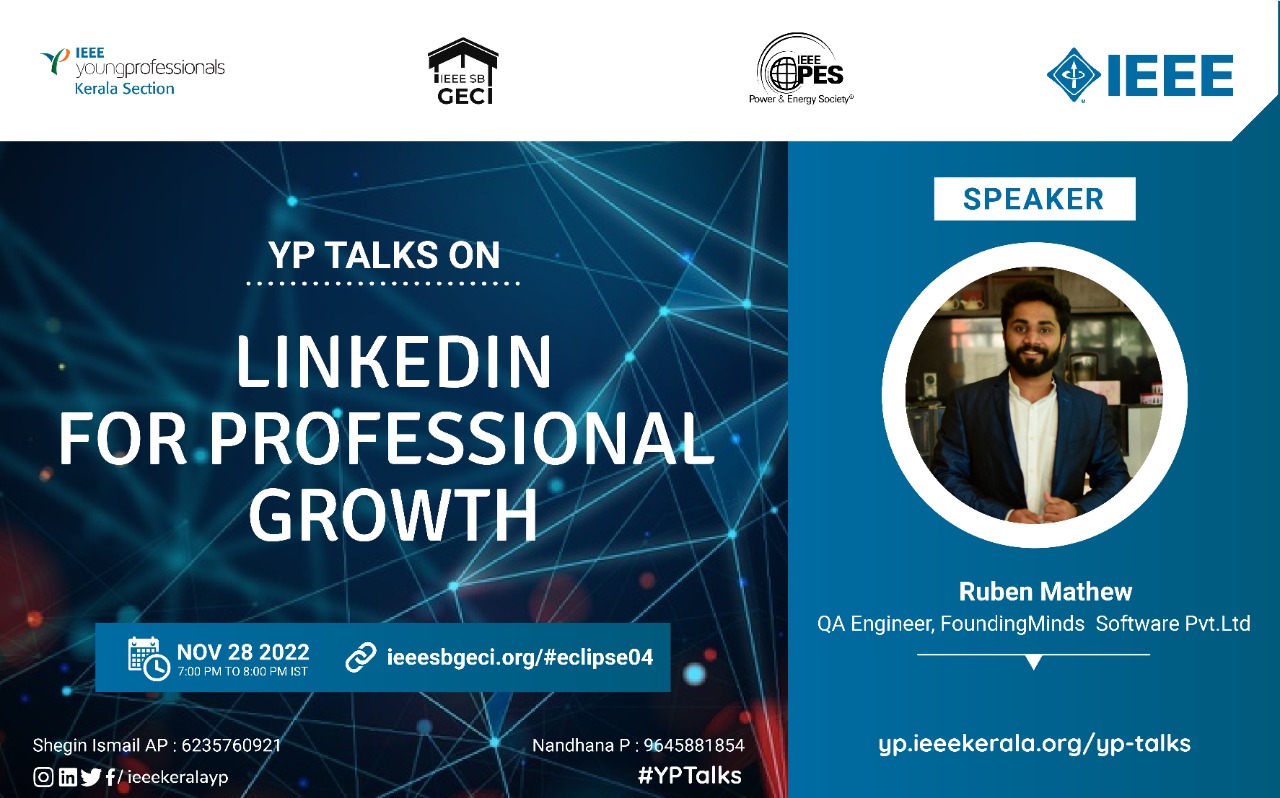 IEEE
youngprofessionals
Kerala Section
IEEE SB
GECI
IEEE
PES
Power & Energy Society®
IEEE
YP TALKS ON
LINKEDIN
FOR PROFESSIONAL
GROWTH
NOV 28 2022
7:00 PM TO 8:00 PM IST
ieeesbgeci.org/#eclipse04
Shegin Ismail AP : 6235760921
/ ieeekeralayp
Nandhana P : 9645881854
#YPTalks
SPEAKER
Ruben Mathew
QA Engineer, FoundingMinds Software Pvt.Ltd
yp.ieeekerala.org/yp-talks